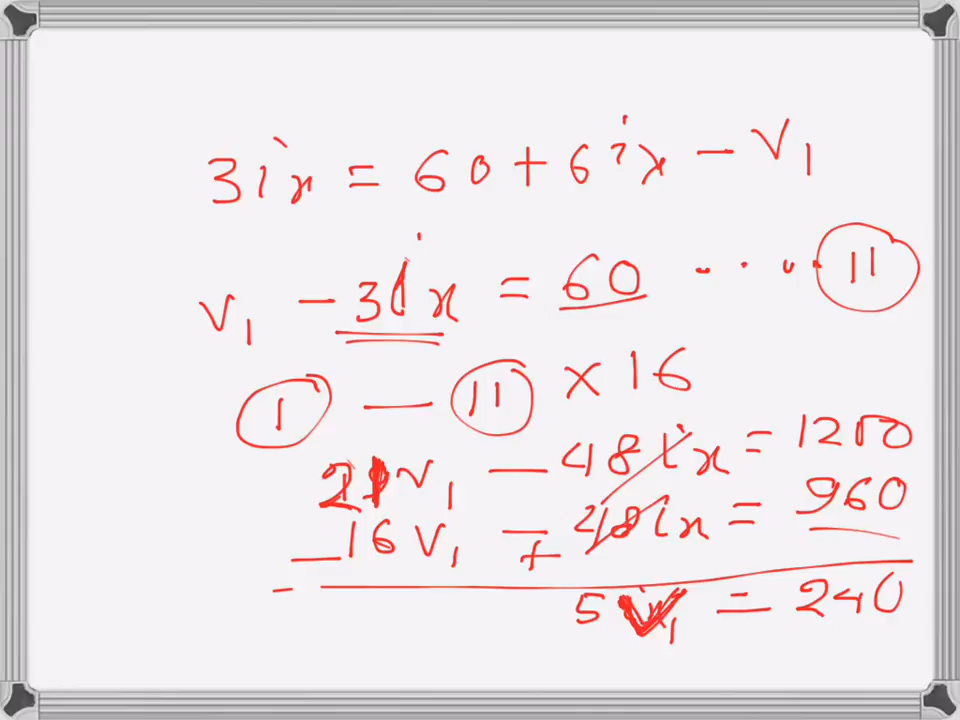 3ix = 60 + 6ix - V1
V1 - 3ix = 60 .... (II)
(I) — (II) × 16
21V1 - 48ix = 1200
16V1 - 48ix = 960
- +
5V1 = 240